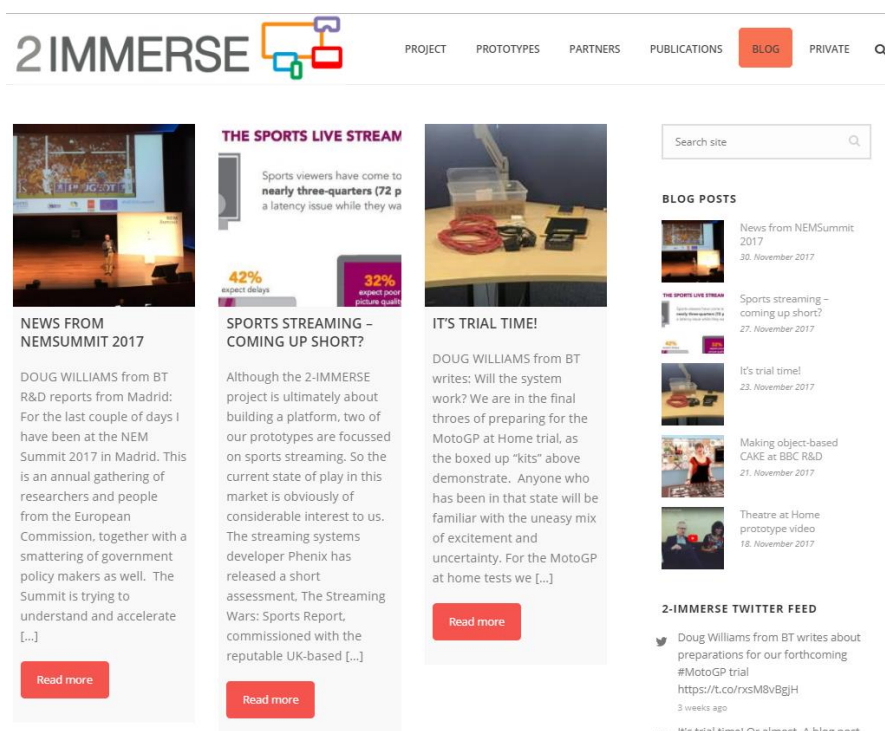 2 IMMERSE
PROJECT
PROTOTYPES
PARTNERS
PUBLICATIONS
BLOG
PRIVATE
THE SPORTS LIVE STREAM
Sports viewers have come to
nearly three-quarters (72 p
a latency issue while they wa
42%
expect delays
32%
expect poor
picture quality
NEWS FROM
NEMSUMMIT 2017
DOUG WILLIAMS from BT
R&D reports from Madrid:
For the last couple of days I
have been at the NEM
Summit 2017 in Madrid. This
is an annual gathering of
researchers and people
from the European
Commission, together with a
smattering of government
policy makers as well. The
Summit is trying to
understand and accelerate
[...]
Read more
SPORTS STREAMING –
COMING UP SHORT?
Although the 2-IMMERSE
project is ultimately about
building a platform, two of
our prototypes are focussed
on sports streaming. So the
current state of play in this
market is obviously of
considerable interest to us.
The streaming systems
developer Phenix has
released a short
assessment, The Streaming
Wars: Sports Report,
commissioned with the
reputable UK-based [...]
Read more
IT'S TRIAL TIME!
DOUG WILLIAMS from BT
writes: Will the system
work? We are in the final
throes of preparing for the
MotoGP at Home trial, as
the boxed up “kits” above
demonstrate. Anyone who
has been in that state will be
familiar with the uneasy mix
of excitement and
uncertainty. For the MotoGP
at home tests we [...]
Read more
Search site
BLOG POSTS
News from NEMSummit
2017
30. November 2017
Sports streaming –
coming up short?
27. November 2017
It's trial time!
23. November 2017
Making object-based
CAKE at BBC R&D
21. November 2017
Theatre at Home
prototype video
18. November 2017
2-IMMERSE TWITTER FEED
Doug Williams from BT writes about
preparations for our forthcoming
#MotoGP trial
https://t.co/rxsM8vBgjH
3 weeks ago
It's trial time! Or almost. A blog post